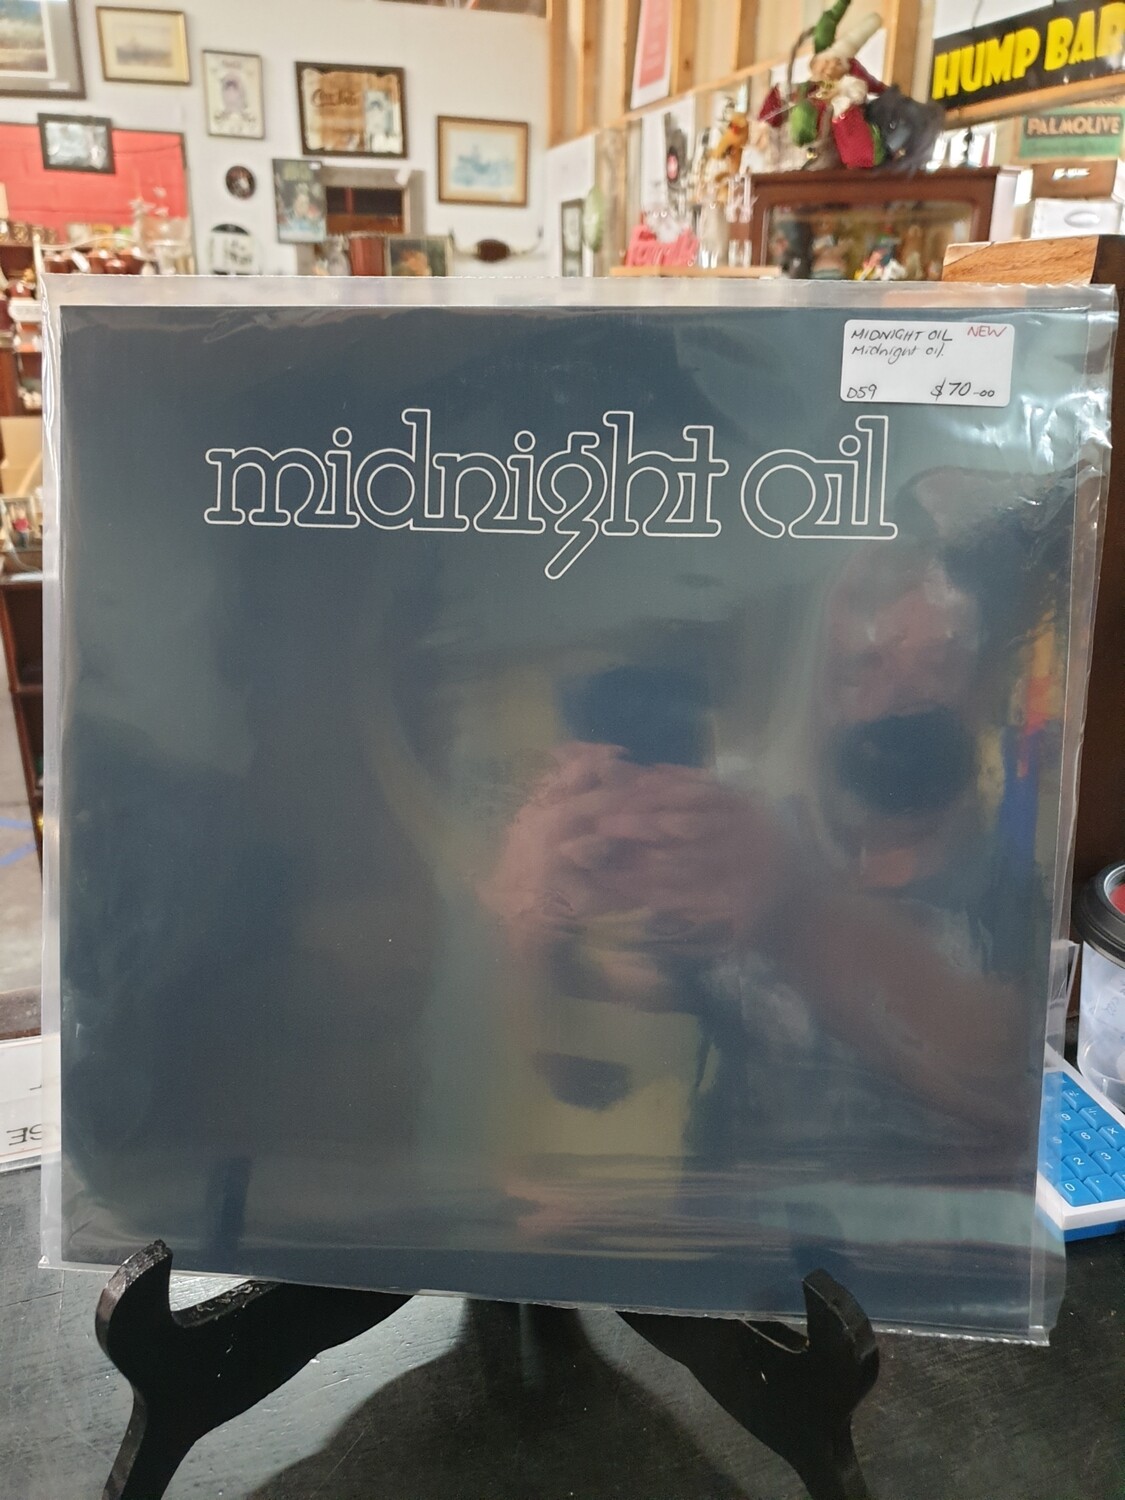 HUMP BAR
PALMOLIVE
MIDNIGHT OIL NEW
Midnight oil.
D59 $70-00
midnight oil